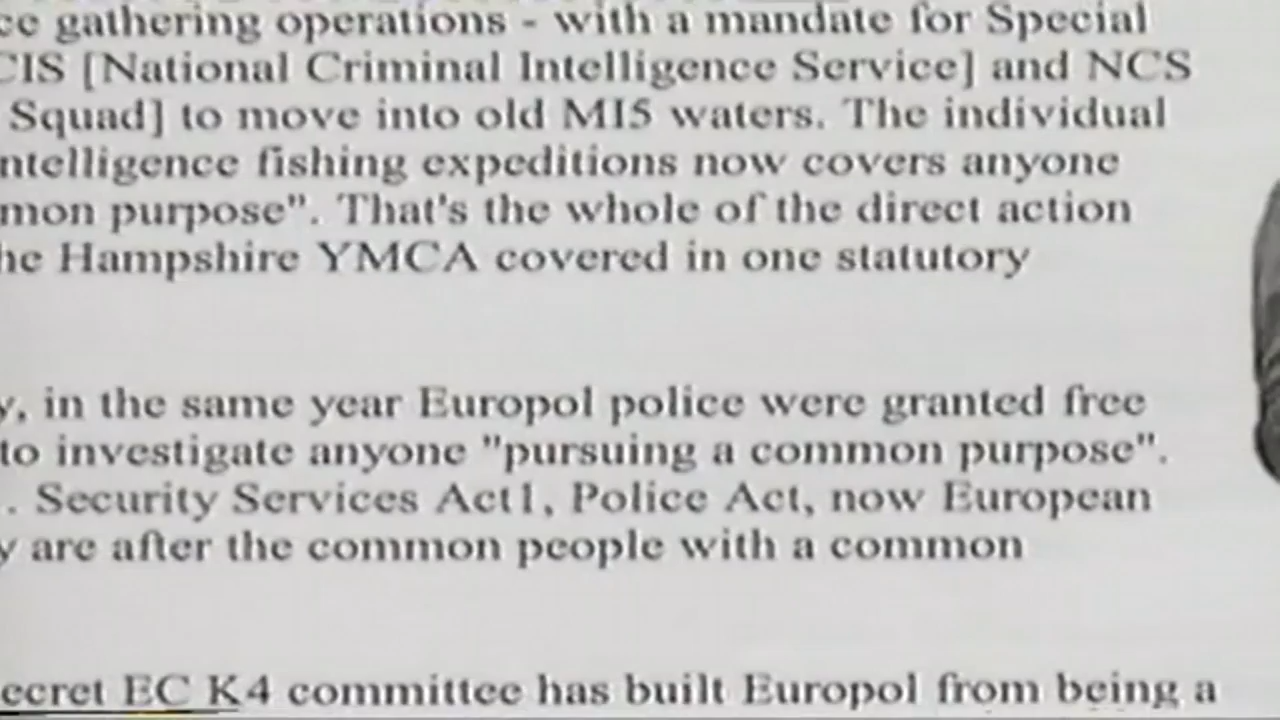 ce gathering operations - with a mandate for Special
CIS [National Criminal Intelligence Service] and NCS
Squad] to move into old MI5 waters. The individual
ntelligence fishing expeditions now covers anyone
mon purpose". That's the whole of the direct action
he Hampshire YMCA covered in one statutory
y, in the same year Europol police were granted free
to investigate anyone "pursuing a common purpose".
. Security Services Act1, Police Act, now European
y are after the common people with a common
ecret EC K4 committee has built Europol from being a